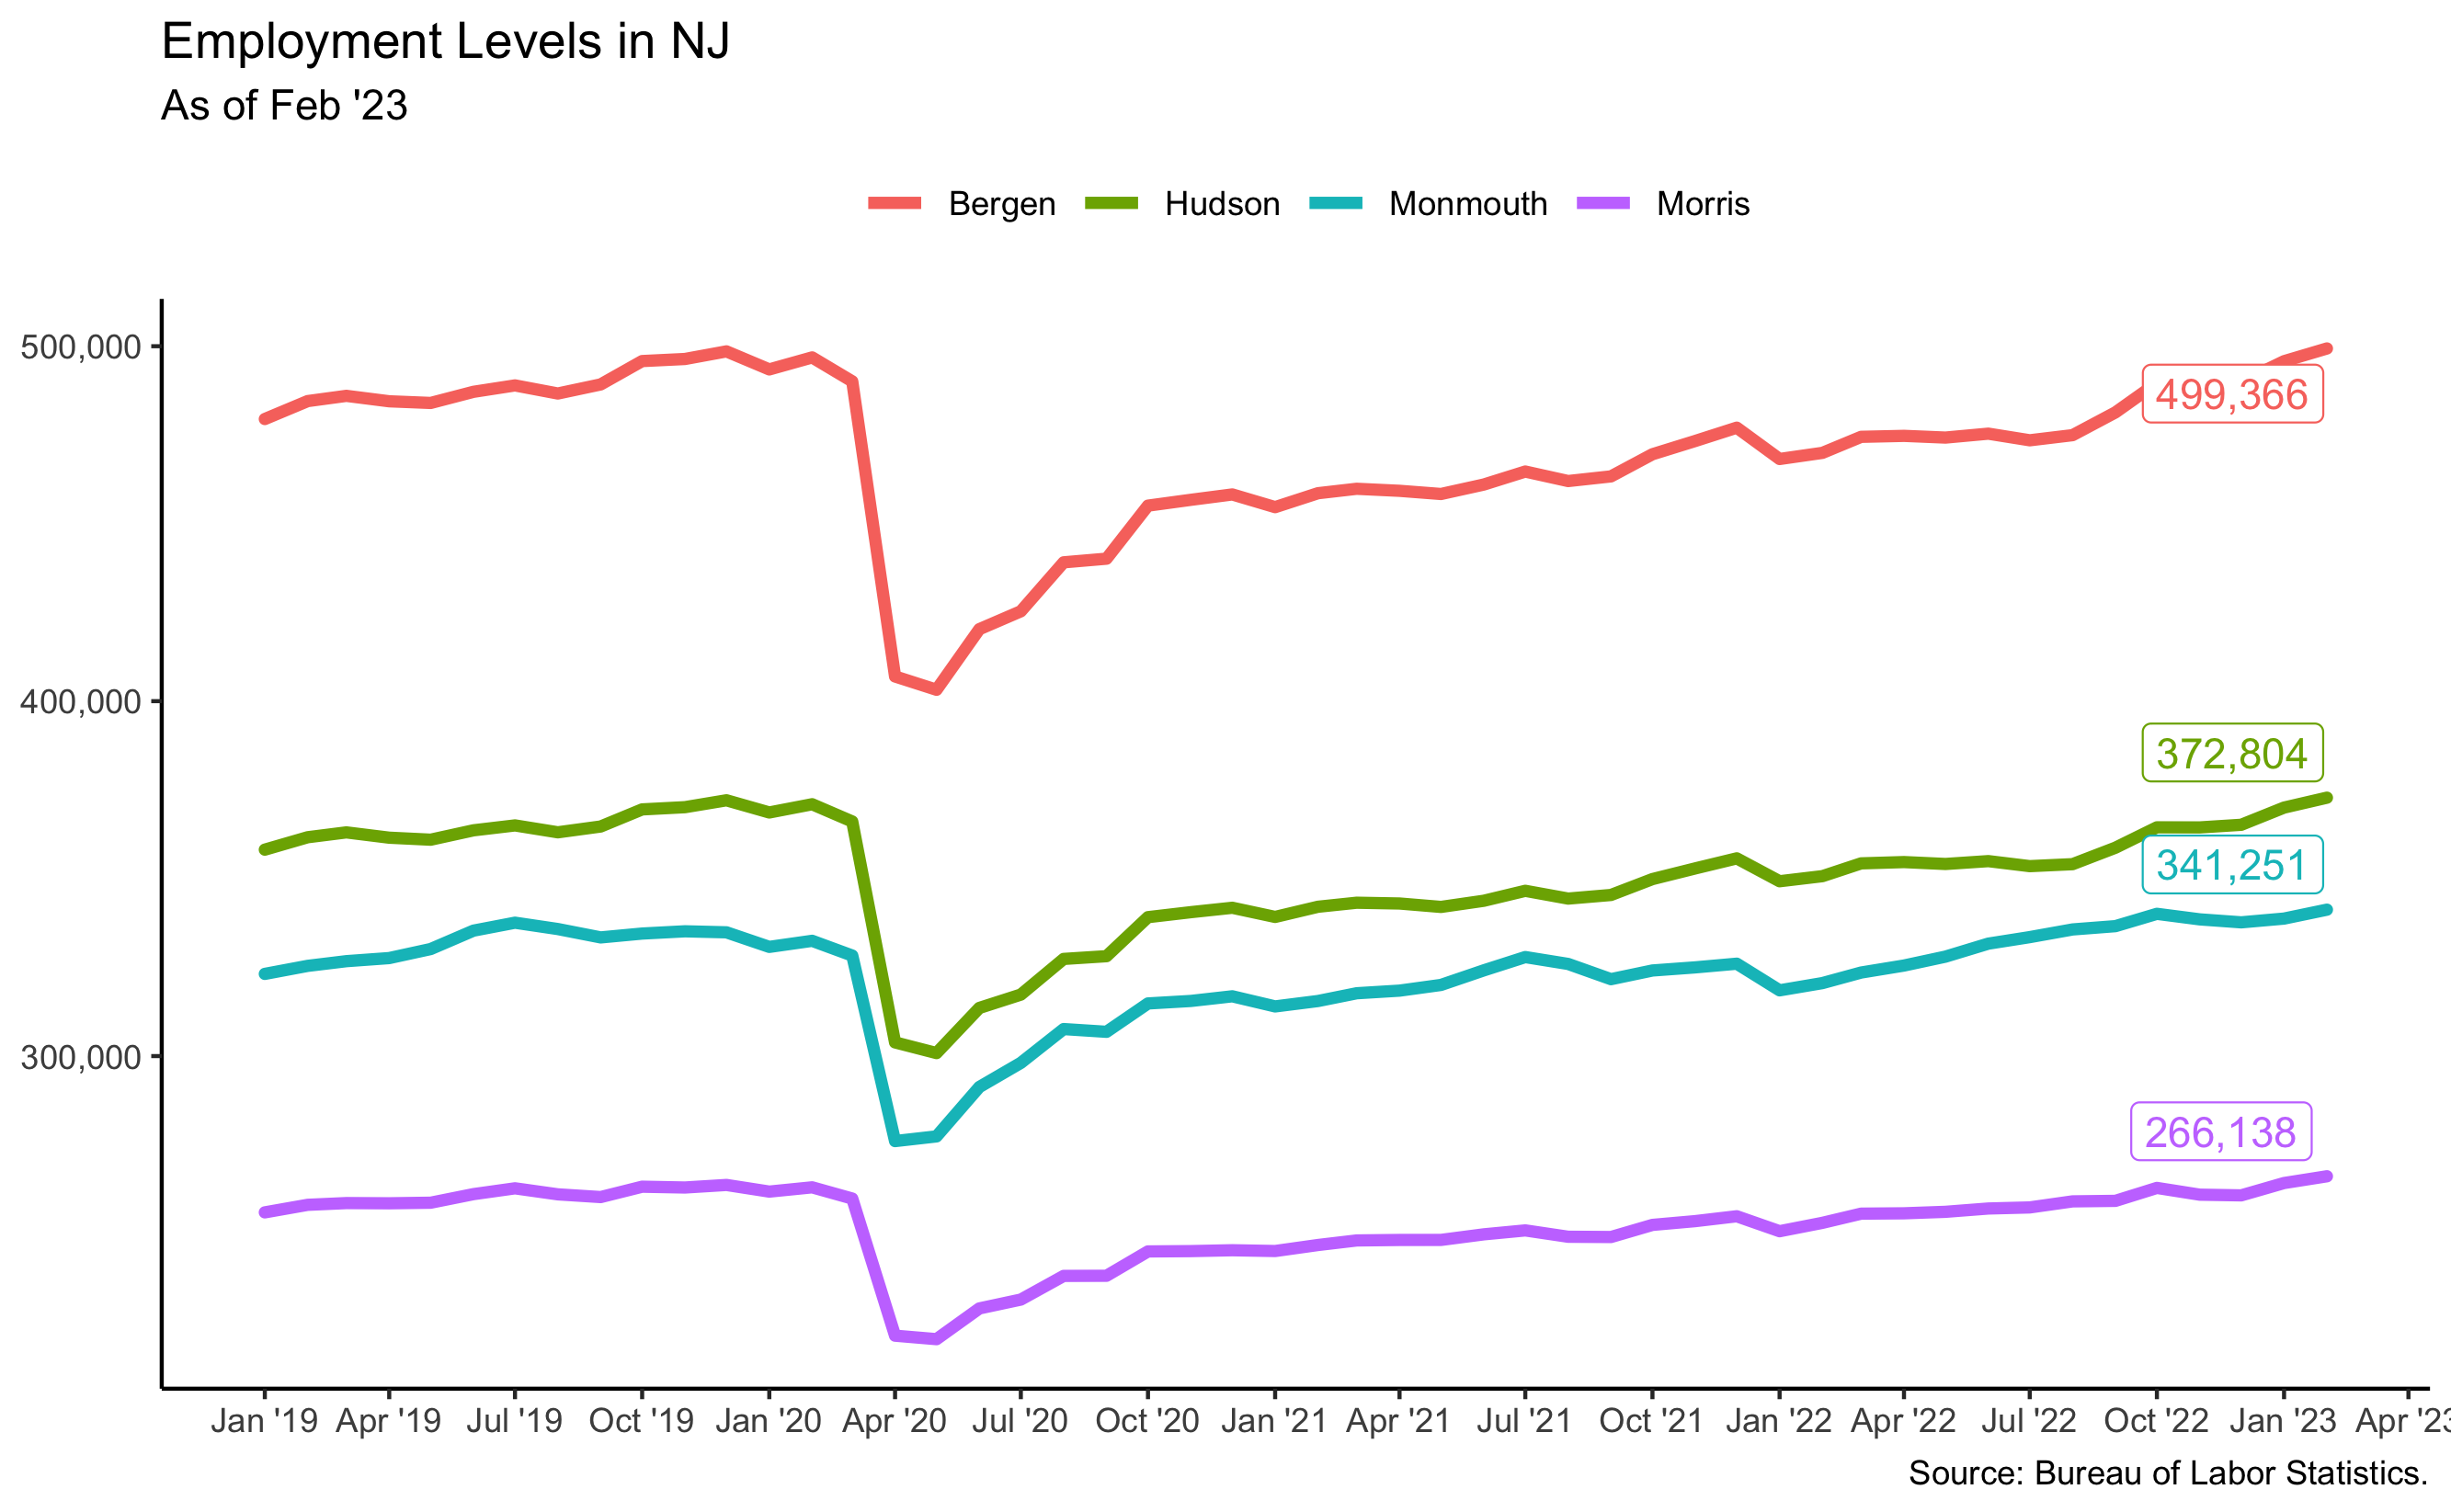 Employment Levels in NJ
As of Feb '23
Bergen Hudson Monmouth Morris
500,000
499,366
400,000
372,804
341,251
300,000
266,138
Jan '19 Apr '19 Jul '19 Oct '19 Jan '20 Apr '20 Jul '20 Oct '20 Jan '21 Apr '21 Jul '21 Oct '21 Jan '22 Apr '22 Jul '22 Oct '22 Jan '23 Apr '23
Source: Bureau of Labor Statistics.